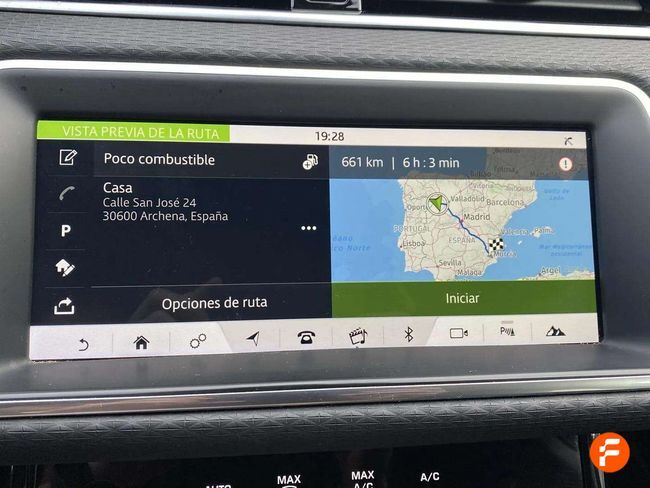 VISTA PREVIA DE LA RUTA
19:28
Poco combustible
661 km | 6 h : 3 min
Casa
Calle San José 24
30600 Archena, España
Oporto
Valladolid
Barcelona
Madrid
PORTUGAL
ESPAÑA
Valencia
Lisboa
Murcia
Sevilla
Málaga
Argel
Opciones de ruta
Iniciar
AUTO
MAX
MAX
A/C
A/C